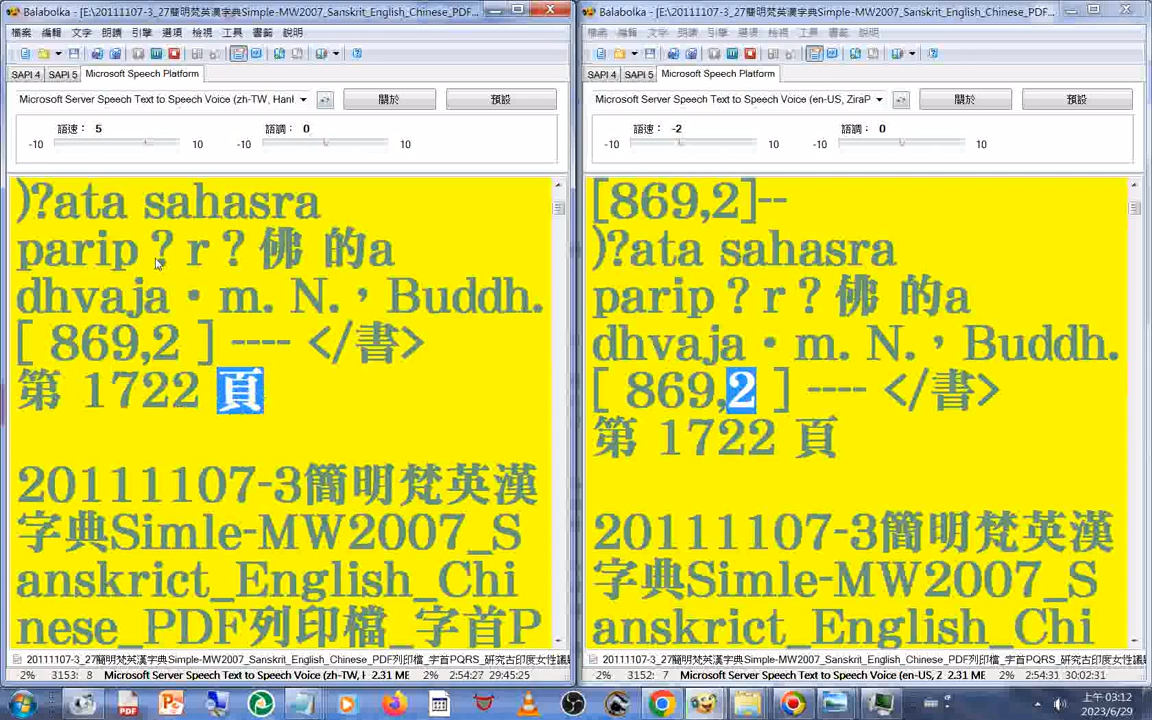 Balabolka - [E:\20111107-3_27簡明梵英漢字典Simple-MW2007_Sanskrit_English_Chinese_PDF...
檔案 編輯 文字 朗讀 引擎 選項 檢視 工具 書籤 說明
SAPI 4 SAPI 5 Microsoft Speech Platform
Microsoft Server Speech Text to Speech Voice (zh-TW, Hanl
關於 預設
語速： 5 語調： 0
-10 10 -10 10
)?ata sahasra
parip？r？佛 的a
dhvaja・m. N.，Buddh.
[ 869,2 ] ---- </書>
第 1722 頁
20111107-3簡明梵英漢
字典Simle-MW2007_S
anskrict_English_Chi
nese_PDF列印檔_字首P
20111107-3_27簡明梵英漢字典Simple-MW2007_Sanskrit_English_Chinese_PDF列印檔_字首PQRS_研究古印度女性議
2% 3153: 8 Microsoft Server Speech Text to Speech Voice (zh-TW, H 2.31 ME 2:54:27 29:45:25
Balabolka - [E:\20111107-3_27簡明梵英漢字典Simple-MW2007_Sanskrit_English_Chinese_PDF...
檔案 編輯 文字 朗讀 引擎 選項 檢視 工具 書籤 說明
SAPI 4 SAPI 5 Microsoft Speech Platform
Microsoft Server Speech Text to Speech Voice (en-US, ZiraP
關於 預設
語速： -2 語調： 0
-10 10 -10 10
[869,2]--
)?ata sahasra
parip？r？佛 的a
dhvaja・m. N.，Buddh.
[ 869,2 ] ---- </書>
第 1722 頁
20111107-3簡明梵英漢
字典Simle-MW2007_S
anskrict_English_Chi
20111107-3_27簡明梵英漢字典Simple-MW2007_Sanskrit_English_Chinese_PDF列印檔_字首PQRS_研究古印度女性議
2% 3152: 7 Microsoft Server Speech Text to Speech Voice (en-US, Z 2.31 ME 2:54:31 30:02:31
PDF
上午 03:12
2023/6/29